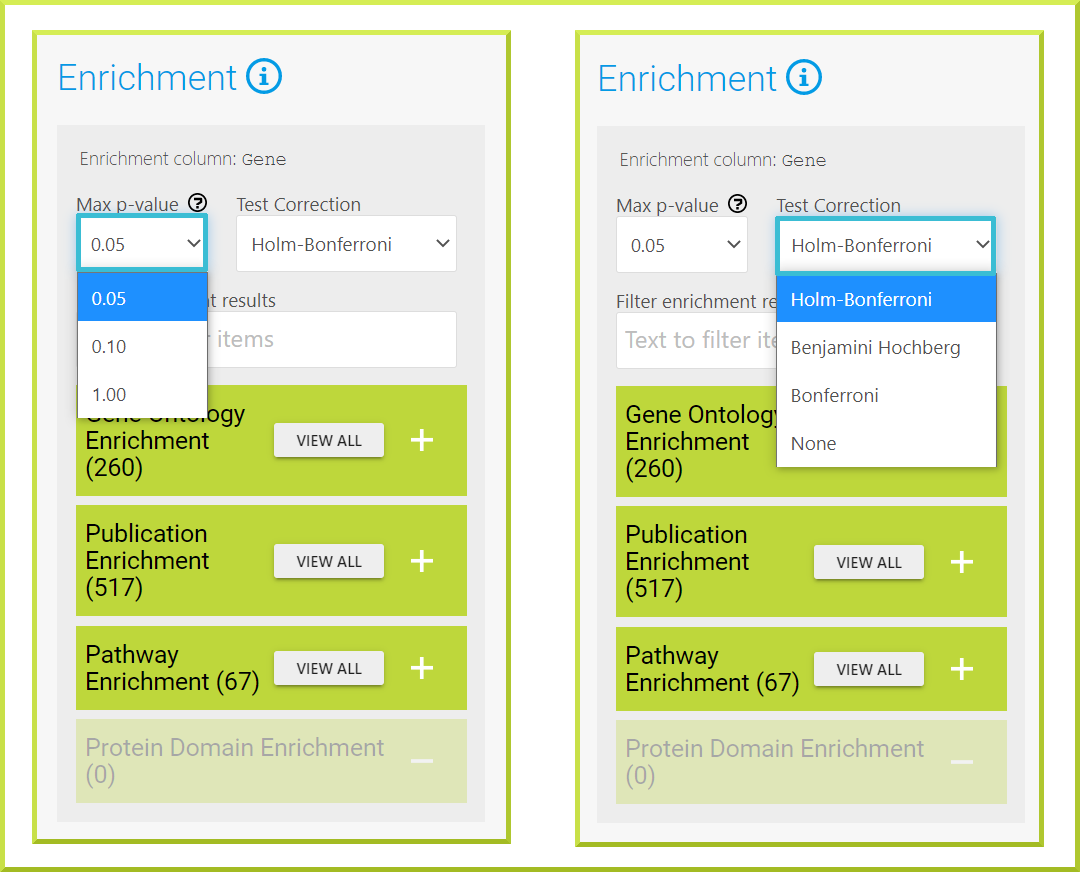 Enrichment
Enrichment column: Gene
Max p-value ?
Test Correction
0.05
Holm-Bonferroni
0.05
0.10
1.00
t results
items
Gene Ontology
Enrichment
(260)
VIEW ALL
Publication
Enrichment
(517)
VIEW ALL
Pathway
Enrichment (67)
VIEW ALL
Protein Domain Enrichment
(0)
Enrichment
Enrichment column: Gene
Max p-value ?
Test Correction
0.05
Holm-Bonferroni
Holm-Bonferroni
Benjamini Hochberg
Bonferroni
None
Filter enrichment re
Text to filter ite
Gene Ontology
Enrichment
(260)
Publication
Enrichment
(517)
VIEW ALL
Pathway
Enrichment (67)
VIEW ALL
Protein Domain Enrichment
(0)